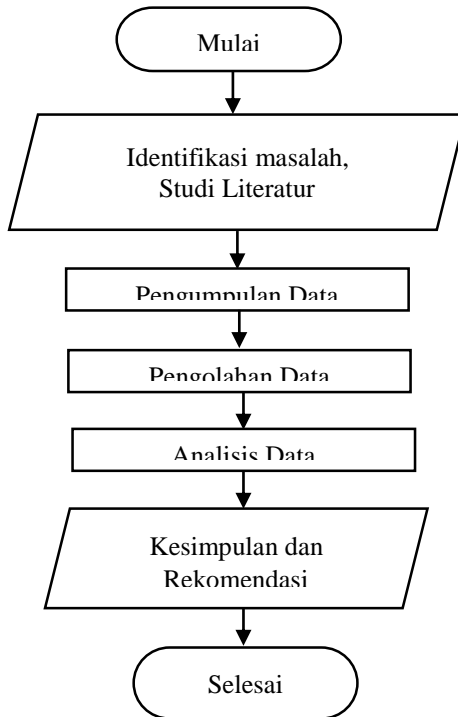 Mulai
Identifikasi masalah,
Studi Literatur
Pengumpulan Data
Pengolahan Data
Analisis Data
Kesimpulan dan
Rekomendasi
Selesai